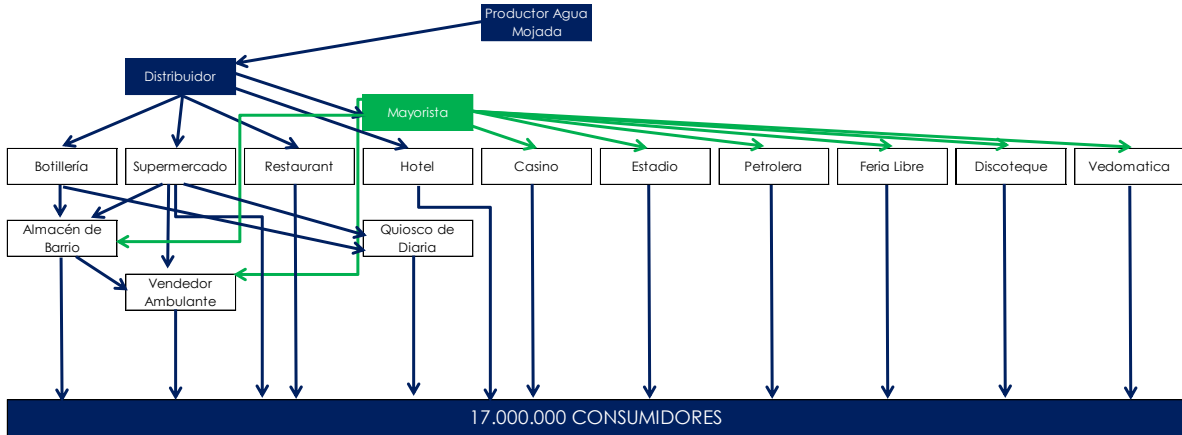 Productor Agua
Mojada
Distribuidor
Mayorista
Botillería
Supermercado
Restaurant
Hotel
Casino
Estadio
Petrolera
Feria Libre
Discoteque
Vedomatica
Almacén de
Barrio
Quiosco de
Diaria
Vendedor
Ambulante
17.000.000 CONSUMIDORES